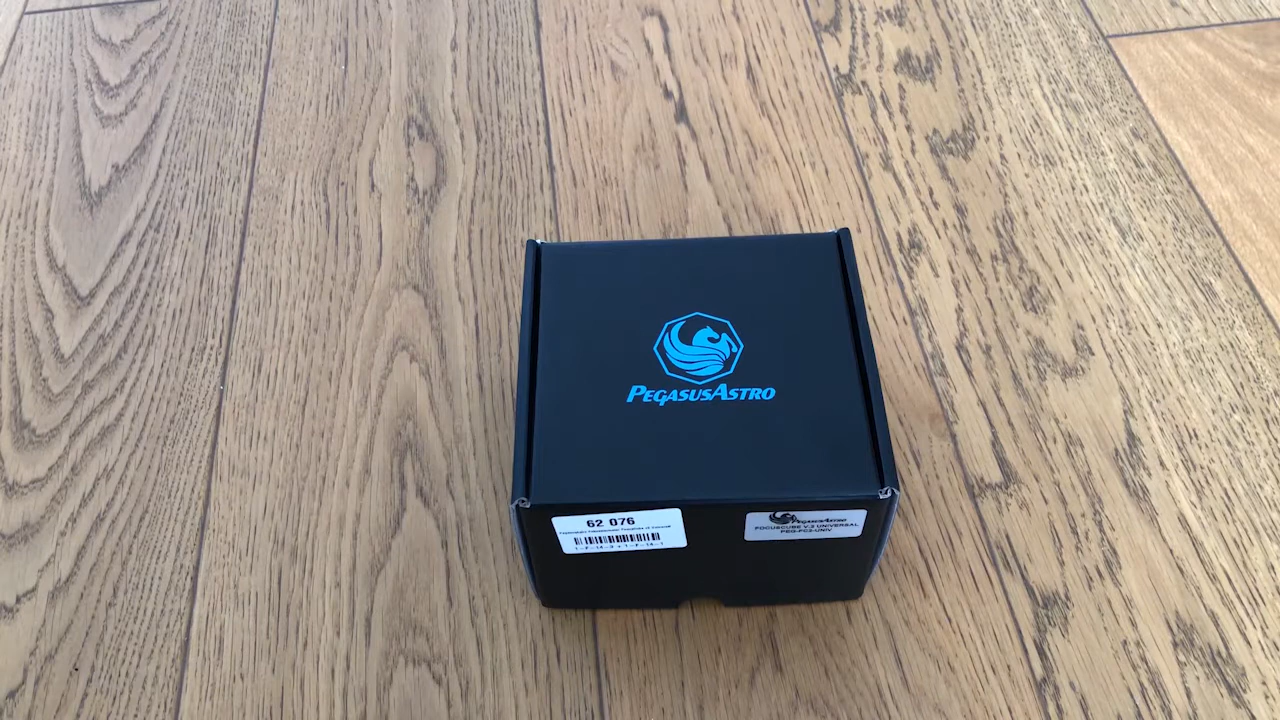 PEGASUSASTRO
62 076
PEGASUSASTRO
FOCUSCUBE V.3 UNIVERSAL
PEG-FC3-UNIV